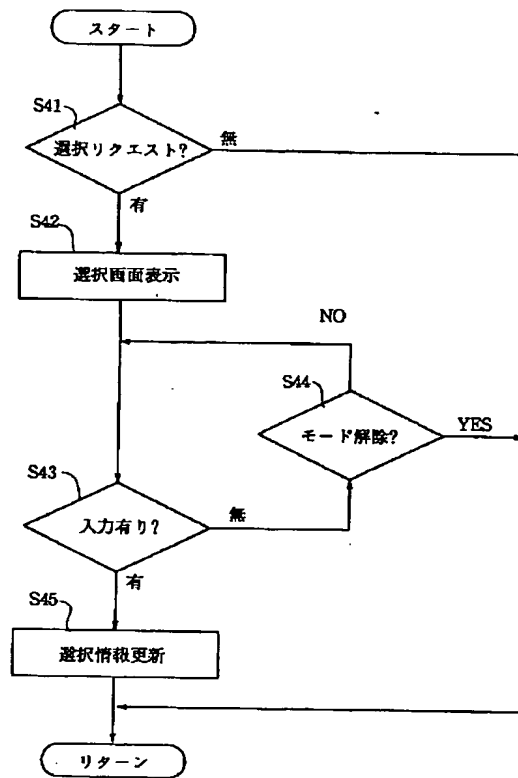 スタート
S41
選択リクエスト?
無
有
S42
選択画面表示
NO
S44
モード解除?
YES
S43
入力有り?
無
有
S45
選択情報更新
リターン